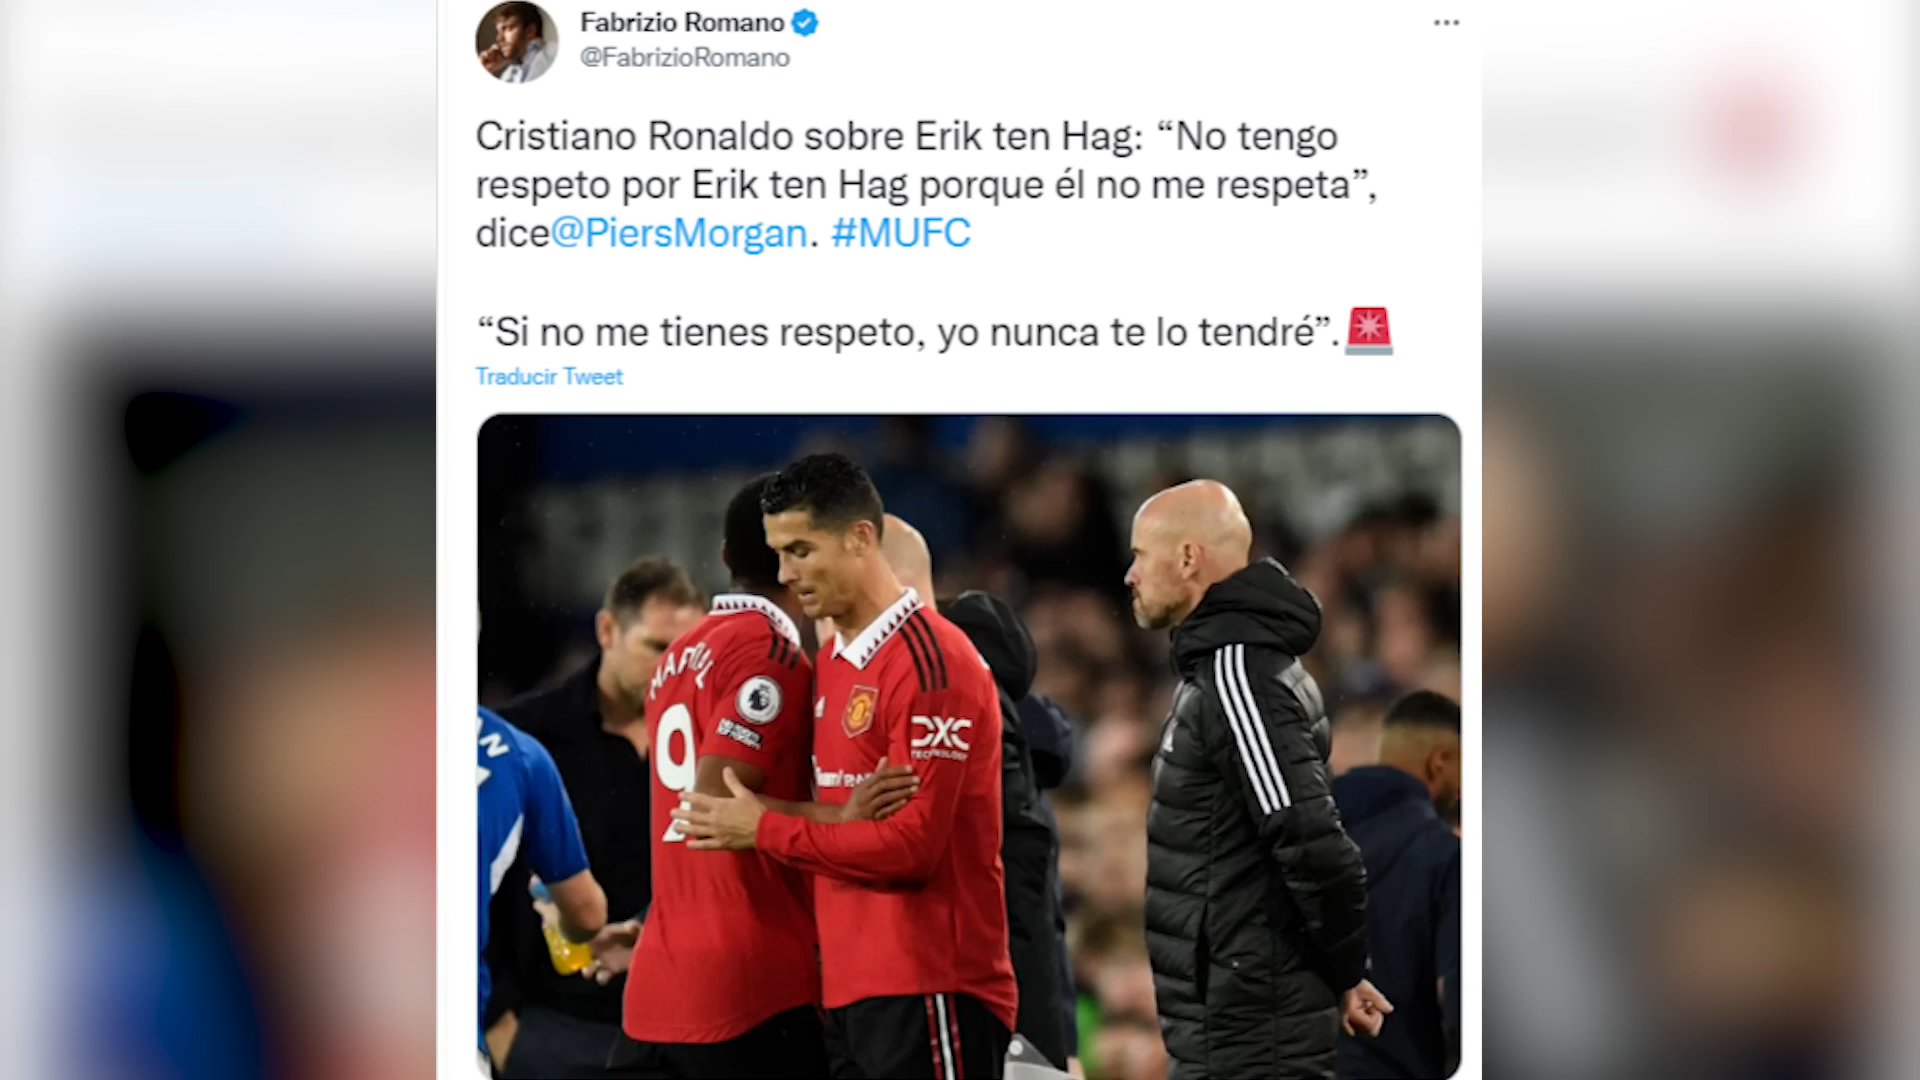 Fabrizio Romano
@FabrizioRomano
Cristiano Ronaldo sobre Erik ten Hag: “No tengo
respeto por Erik ten Hag porque él no me respeta”,
dice@PiersMorgan. #MUFC
“Si no me tienes respeto, yo nunca te lo tendré”.
Traducir Tweet
MARTIAL
9
DXC
TECHNOLOGY